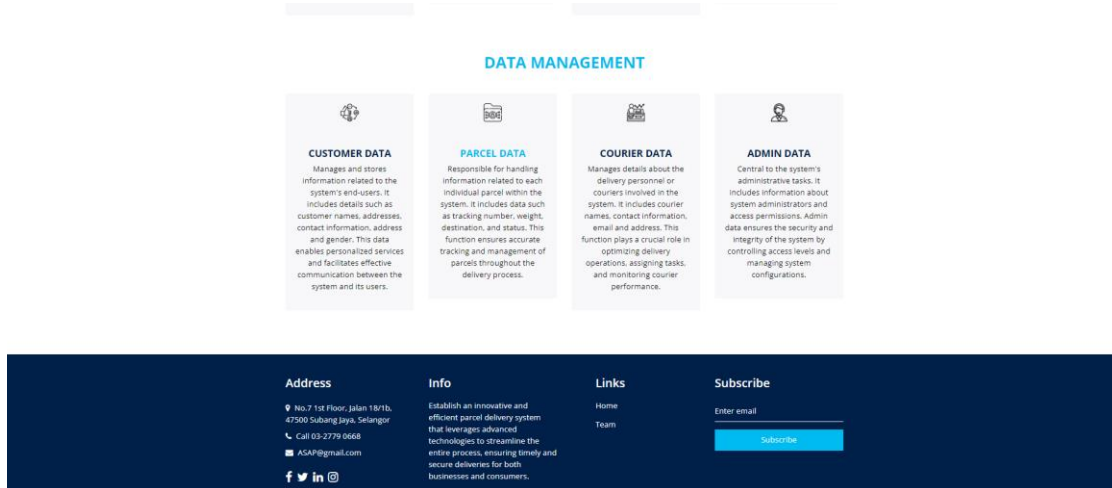 DATA MANAGEMENT
CUSTOMER DATA
Manages and stores
information related to the
system's end-users. It
includes details such as
customer names, addresses,
contact information, address
and gender. This data
enables personalized services
and facilitates effective
communication between the
system and its users.
PARCEL DATA
Responsible for handling
information related to each
individual parcel within the
system. It includes data such
as tracking number, weight,
destination, and status. This
function ensures accurate
tracking and management of
parcels throughout the
delivery process.
COURIER DATA
Manages details about the
delivery personnel or
couriers involved in the
system. It includes courier
names, contact information,
email and address. This
function plays a crucial role in
optimizing delivery
operations, assigning tasks,
and monitoring courier
performance.
ADMIN DATA
Central to the system's
administrative tasks. It
includes information about
system administrators and
access permissions. Admin
data ensures the security and
integrity of the system by
controlling access levels and
managing system
configurations.
Address
No.7 1st Floor, Jalan 18/1b,
47500 Subang Jaya, Selangor
Call 03-2779 0668
ASAP@gmail.com
Info
Establish an innovative and
efficient parcel delivery system
that leverages advanced
technologies to streamline the
entire process, ensuring timely and
secure deliveries for both
businesses and consumers.
Links
Home
Team
Subscribe
Enter email
Subscribe